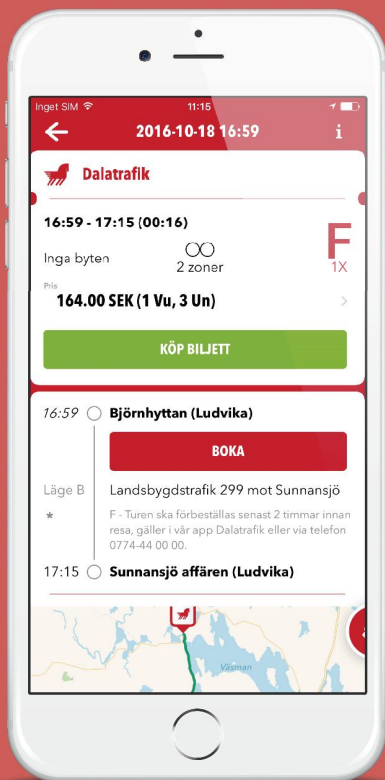 Inget SIM 11:15
2016-10-18 16:59 i
Dalatrafik
16:59 - 17:15 (00:16)
F
Inga byten
2 zoner
1X
Pris
164.00 SEK (1 Vu, 3 Un)
KÖP BILJETT
16:59 Björnhyttan (Ludvika)
BOKA
Läge B Landsbygdstrafik 299 mot Sunnansjö
* F - Turen ska förbeställas senast 2 timmar innan
resa, gäller i vår app Dalatrafik eller via telefon
0774-44 00 00.
17:15 Sunnansjö affären (Ludvika)
Väsman